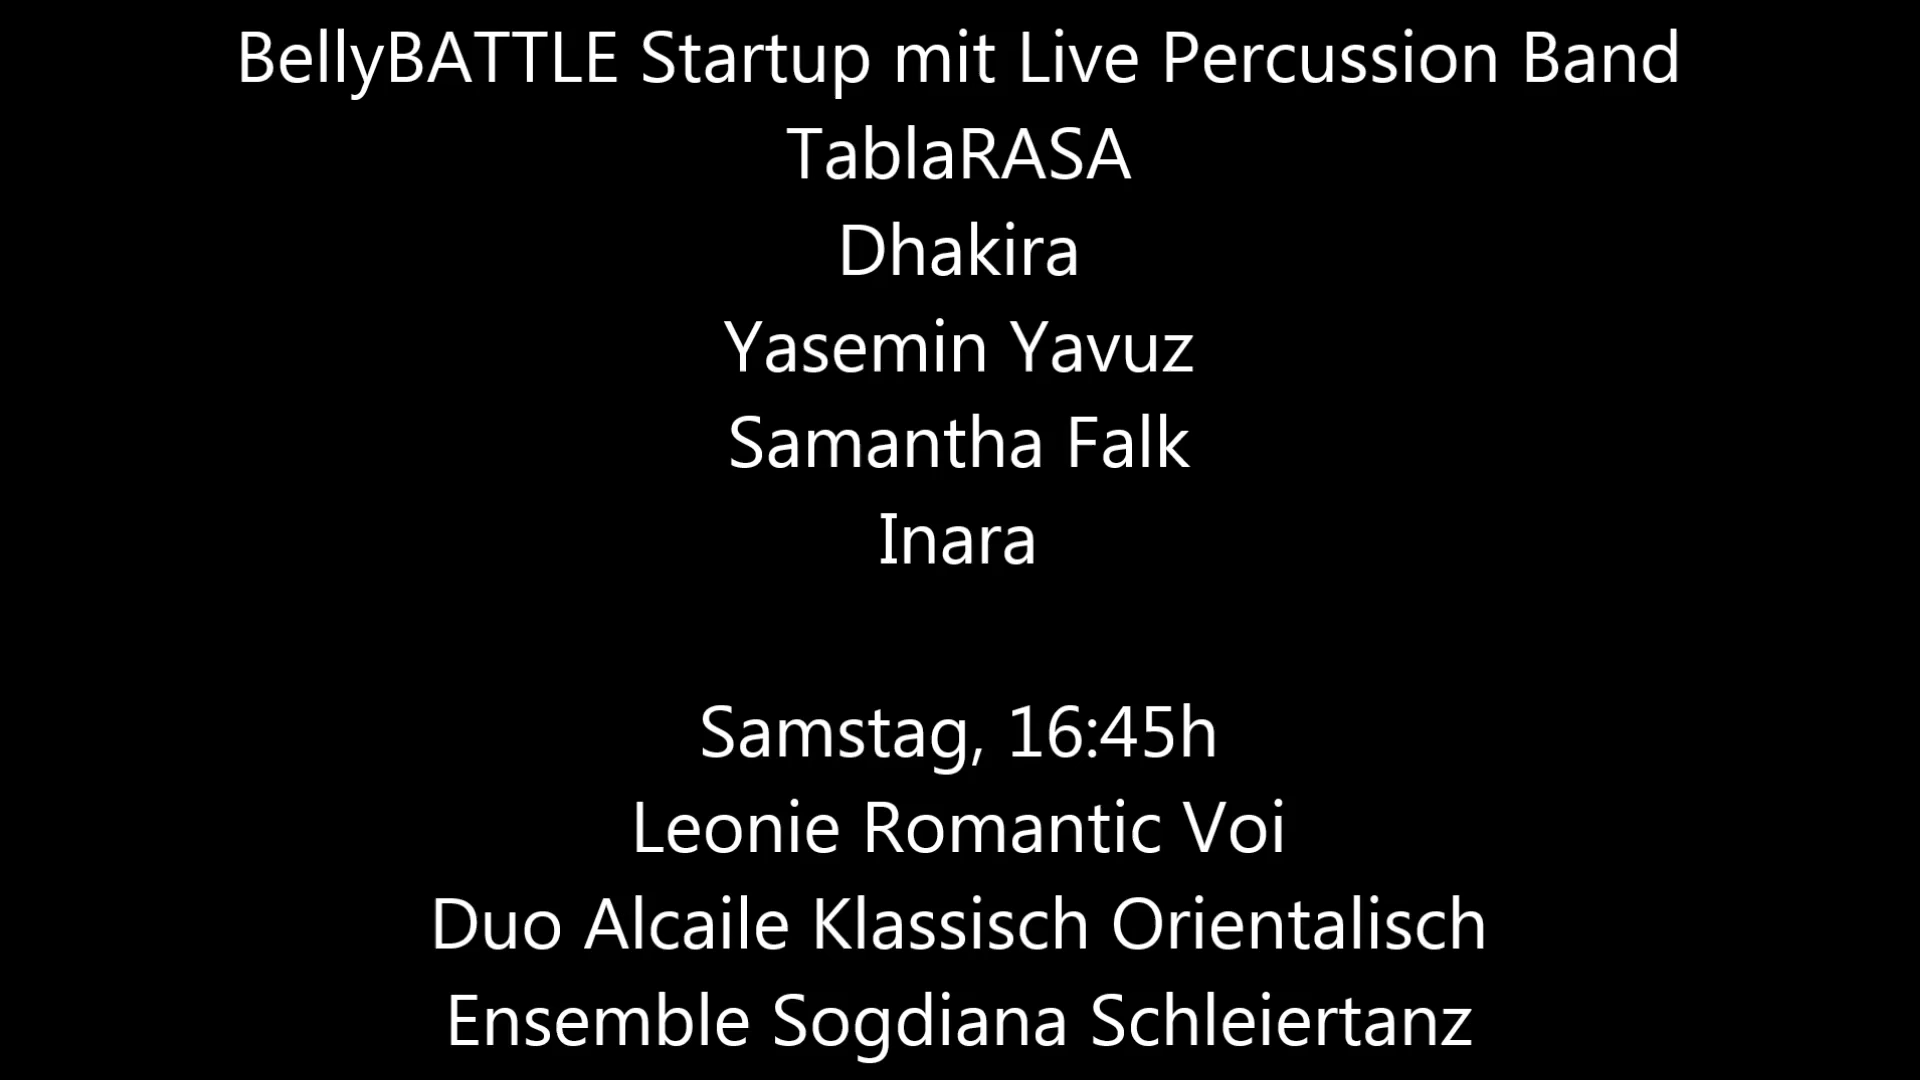 BellyBATTLE Startup mit Live Percussion Band
TablaRASA
Dhakira
Yasemin Yavuz
Samantha Falk
Inara
Samstag, 16:45h
Leonie Romantic Voi
Duo Alcaile Klassisch Orientalisch
Ensemble Sogdiana Schleiertanz